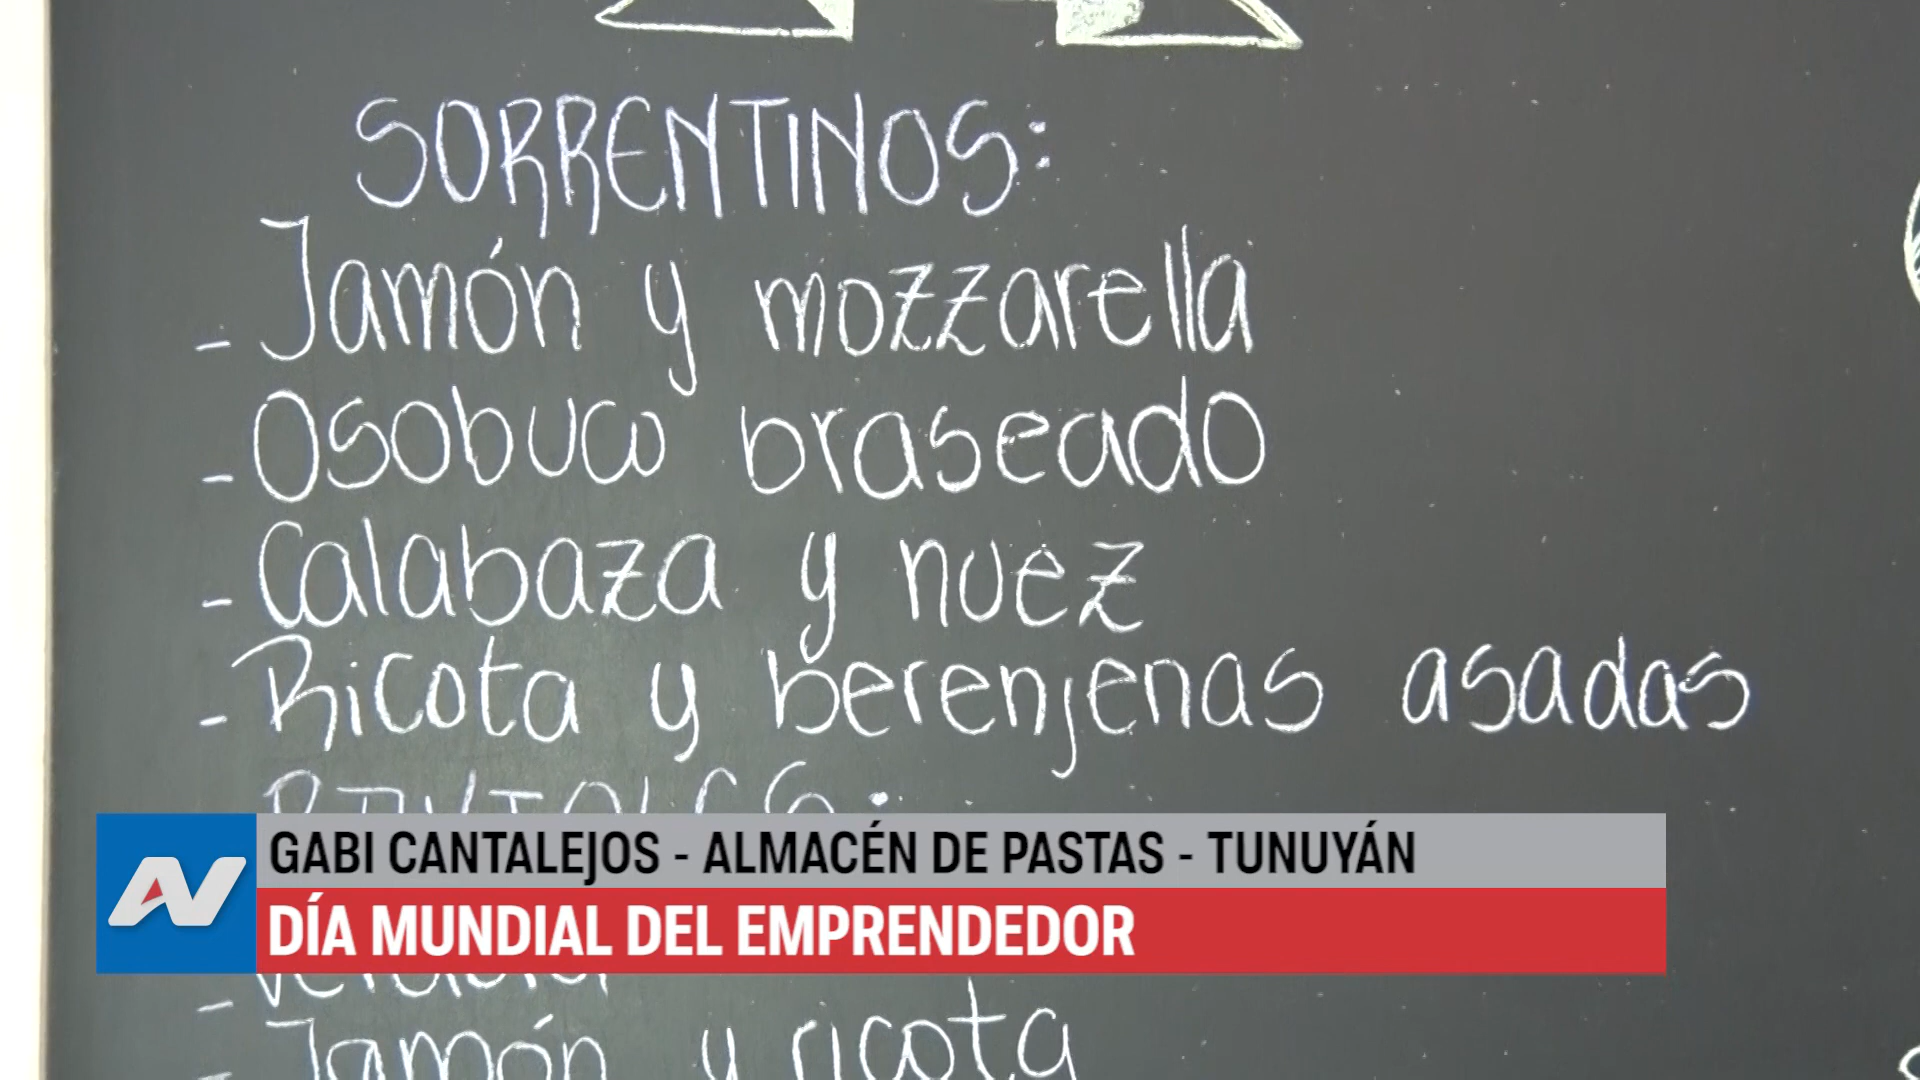 SORRENTINOS:
- Jamón y mozzarella
- Osobuco braseado
- Calabaza y nuez
- Ricota y berenjenas asadas
RAVIOLES:
GABI CANTALEJOS - ALMACÉN DE PASTAS - TUNUYÁN
DÍA MUNDIAL DEL EMPRENDEDOR
- Jamón y ricota